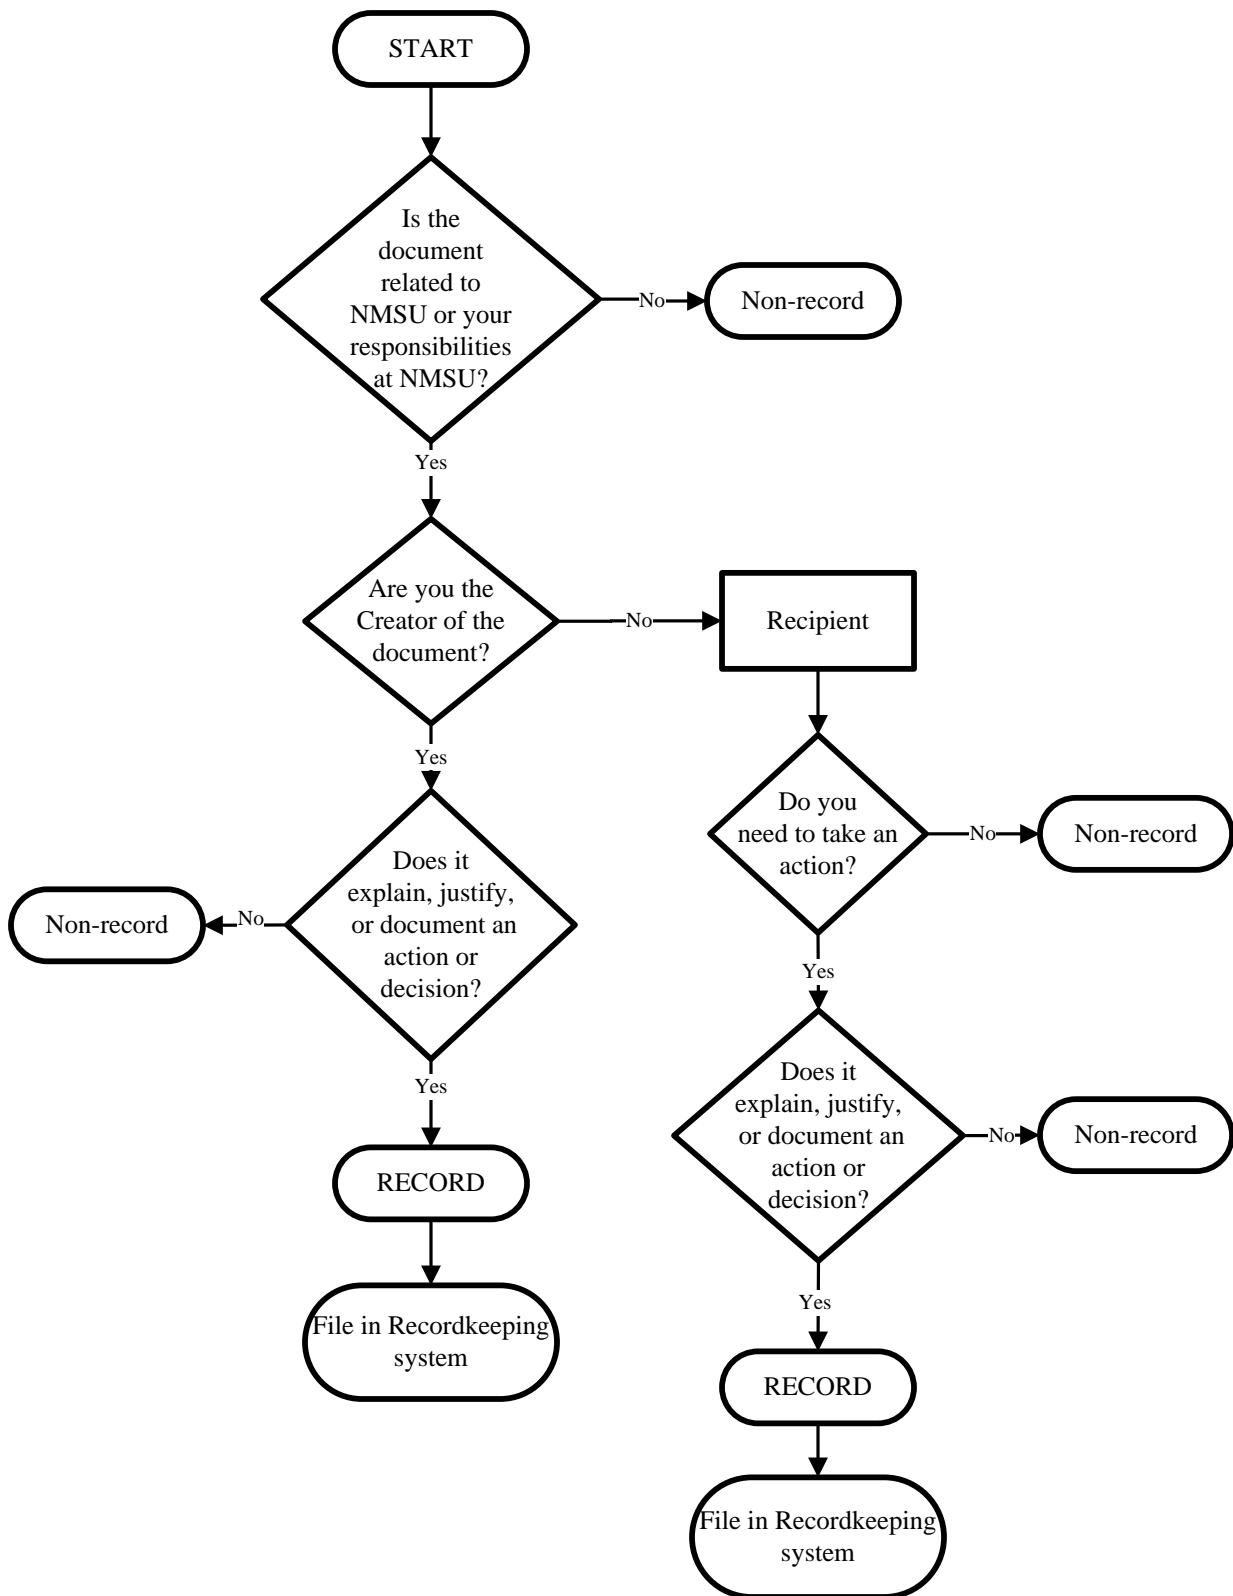 START
Is the
document
related to
NMSU or your
responsibilities
at NMSU?
No
Non-record
Yes
Are you the
Creator of the
document?
No
Recipient
Yes
Do you
need to take an
action?
No
Non-record
Does it
explain, justify,
or document an
action or
decision?
No
Non-record
Yes
Yes
Does it
explain, justify,
or document an
action or
decision?
No
Non-record
Yes
RECORD
File in Recordkeeping
system
Yes
RECORD
File in Recordkeeping
system